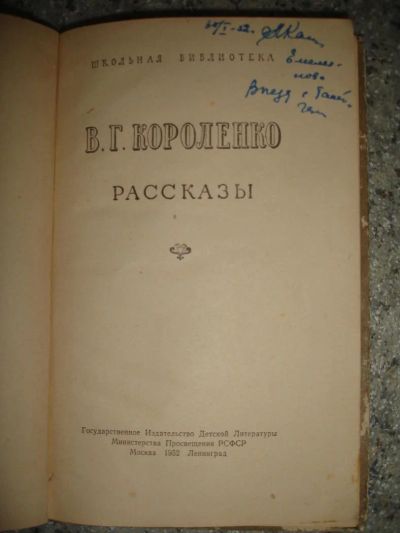 ШКОЛЬНАЯ БИБЛИОТЕКА
В.Г. КОРОЛЕНКО
РАССКАЗЫ
Государственное Издательство Детской Литературы
Министерства Просвещения РСФСР
Москва 1952 Ленинград